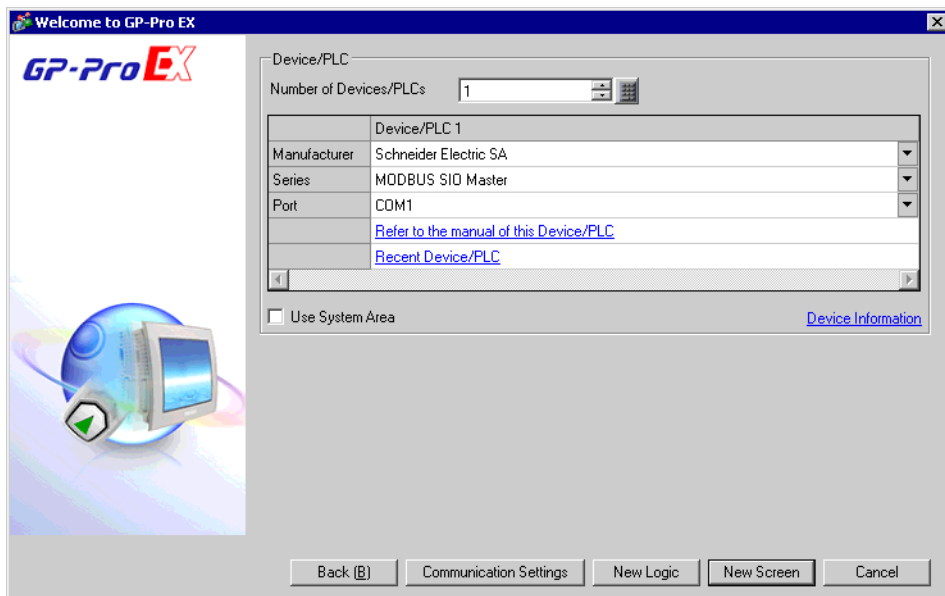 Welcome to GP-Pro EX
GP-Pro EX
Device/PLC
Number of Devices/PLCs 1
Device/PLC 1
Manufacturer Schneider Electric SA
Series MODBUS SIO Master
Port COM1
Refer to the manual of this Device/PLC
Recent Device/PLC
Use System Area Device Information
Back (B) Communication Settings New Logic New Screen Cancel